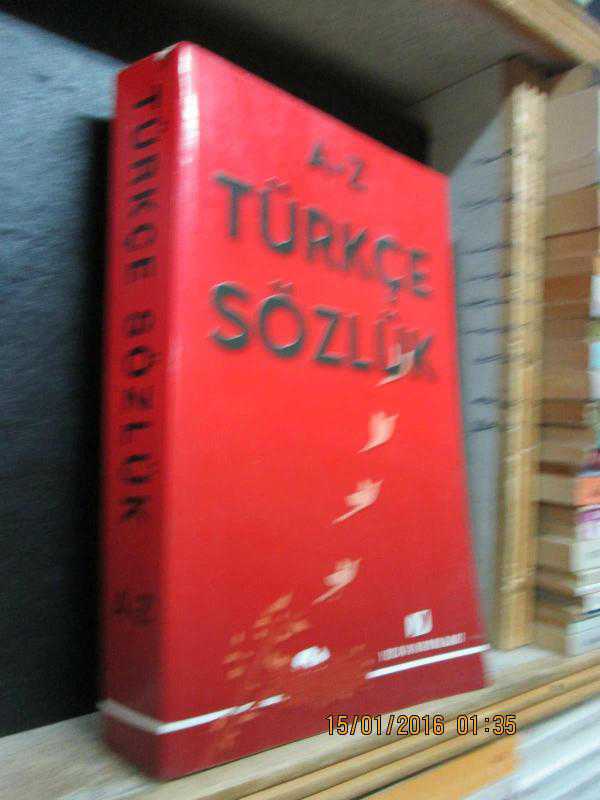 A-Z
TÜRKÇE
SÖZLÜK
TÜRKÇE SÖZLÜK A-Z
15/01/2016 01:35